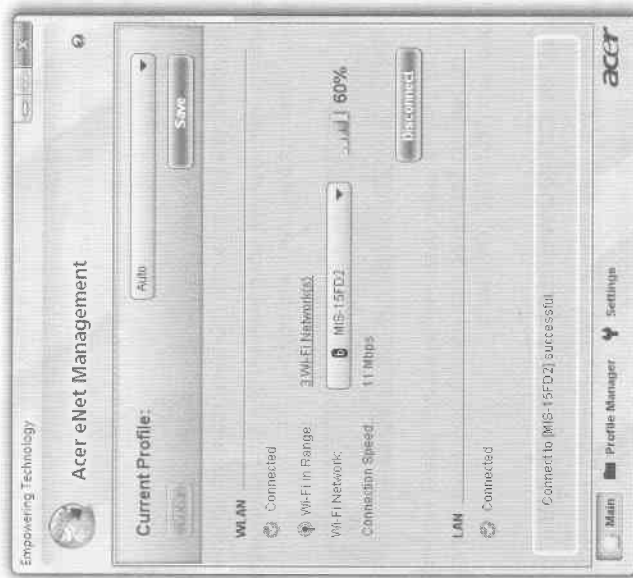 Empowering Technology
Acer eNet Management
Current Profile:
Auto
Save
WLAN
Connected
Wi-Fi in Range:
3 Wi-Fi Network(s)
Wi-Fi Network:
MIS-15FD2
60%
Connection Speed:
11 Mbps
Disconnect
LAN
Connected
Connect to [MIS-15FD2] successful
Main
Profile Manager
Settings
acer